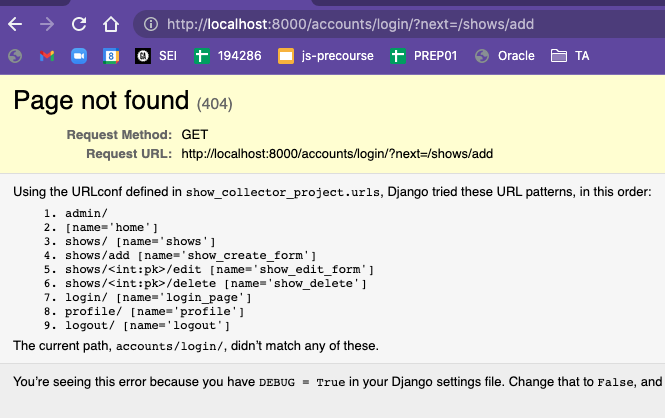 http://localhost:8000/accounts/login/?next=/shows/add
SEI 194286 js-precourse PREP01 Oracle TA
Page not found (404)
Request Method: GET
Request URL: http://localhost:8000/accounts/login/?next=/shows/add
Using the URLconf defined in show_collector_project.urls, Django tried these URL patterns, in this order:
1. admin/
2. [name='home']
3. shows/ [name='shows']
4. shows/add [name='show_create_form']
5. shows/<int:pk>/edit [name='show_edit_form']
6. shows/<int:pk>/delete [name='show_delete']
7. login/ [name='login_page']
8. profile/ [name='profile']
9. logout/ [name='logout']
The current path, accounts/login/, didn’t match any of these.
You’re seeing this error because you have DEBUG = True in your Django settings file. Change that to False, and